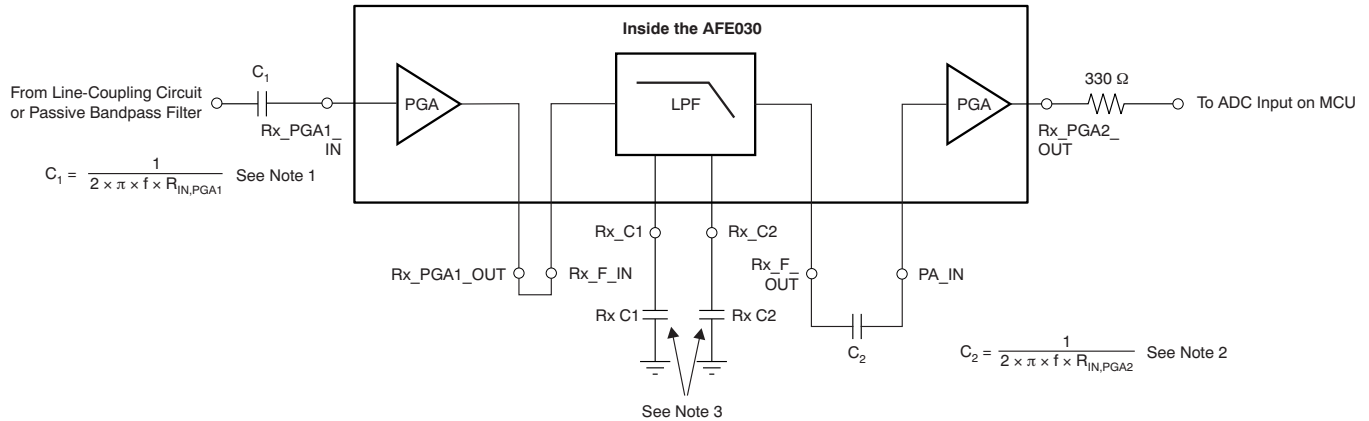 Inside the AFE030
From Line-Coupling Circuit
or Passive Bandpass Filter
C1
Rx_PGA1_
IN
PGA
LPF
PGA
Rx_PGA2_
OUT
330 Ω
To ADC Input on MCU
C1 = 1 / (2 × π × f × RIN,PGA1) See Note 1
Rx_PGA1_OUT
Rx_F_IN
Rx_C1
Rx_C2
Rx C1
Rx C2
See Note 3
Rx_F_
OUT
PA_IN
C2
C2 = 1 / (2 × π × f × RIN,PGA2) See Note 2